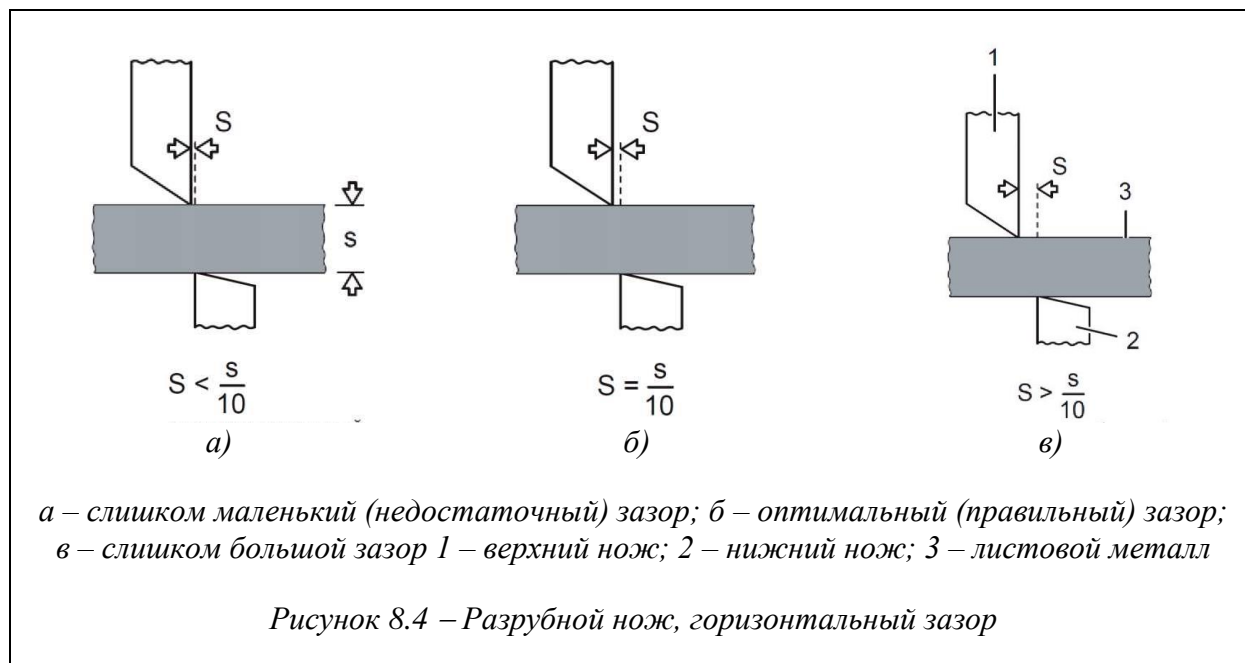 S
s
S < s/10
а)
S
S = s/10
б)
1
S
3
2
S > s/10
в)
а – слишком маленький (недостаточный) зазор; б – оптимальный (правильный) зазор;
в – слишком большой зазор 1 – верхний нож; 2 – нижний нож; 3 – листовой металл
Рисунок 8.4 – Разрубной нож, горизонтальный зазор